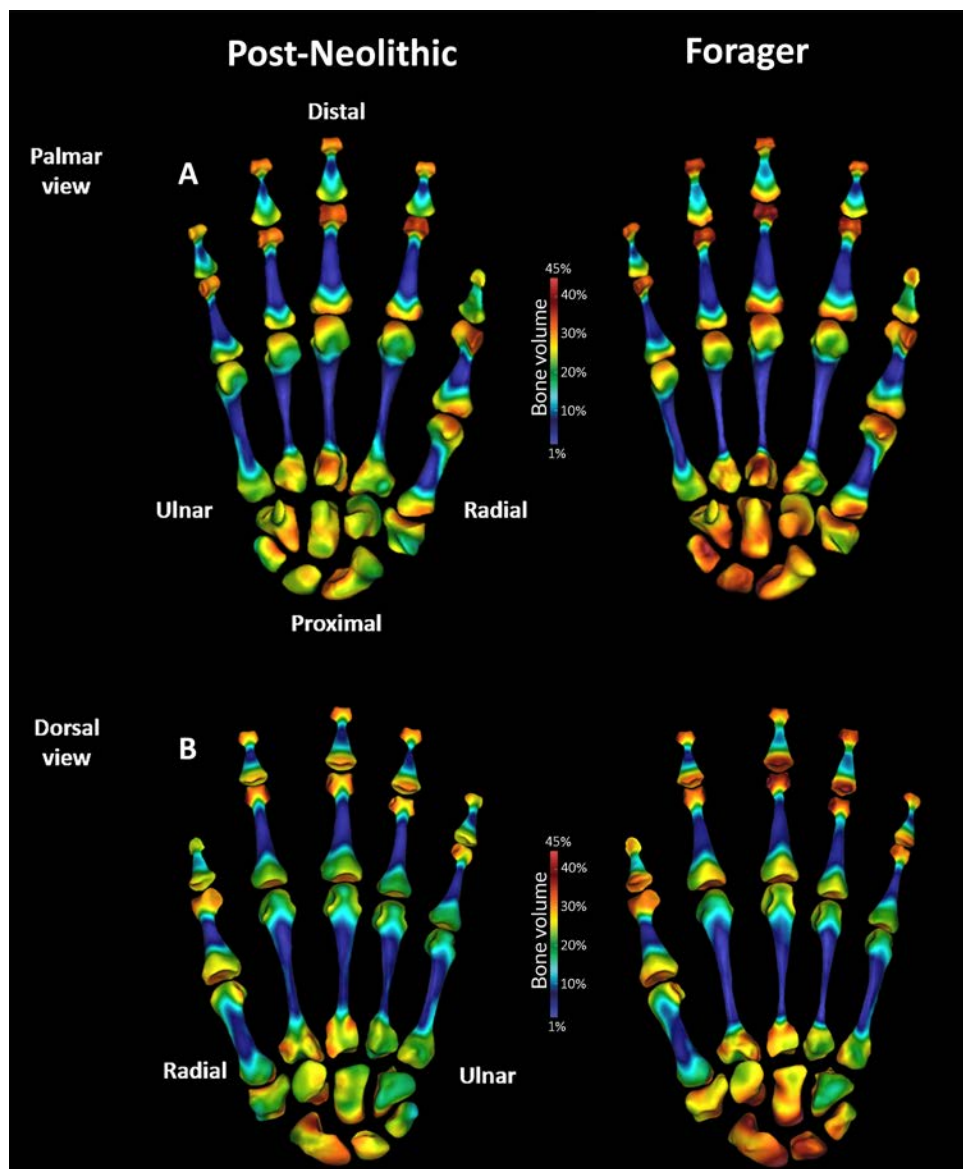 Post-Neolithic
Forager
Distal
Palmar
view
A
45%
40%
30%
20%
10%
1%
Bone volume
Ulnar
Radial
Proximal
Dorsal
view
B
45%
40%
30%
20%
10%
1%
Bone volume
Radial
Ulnar